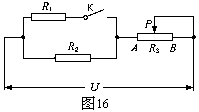 R₁ K
P
R₂ A R₃ B
U
图16